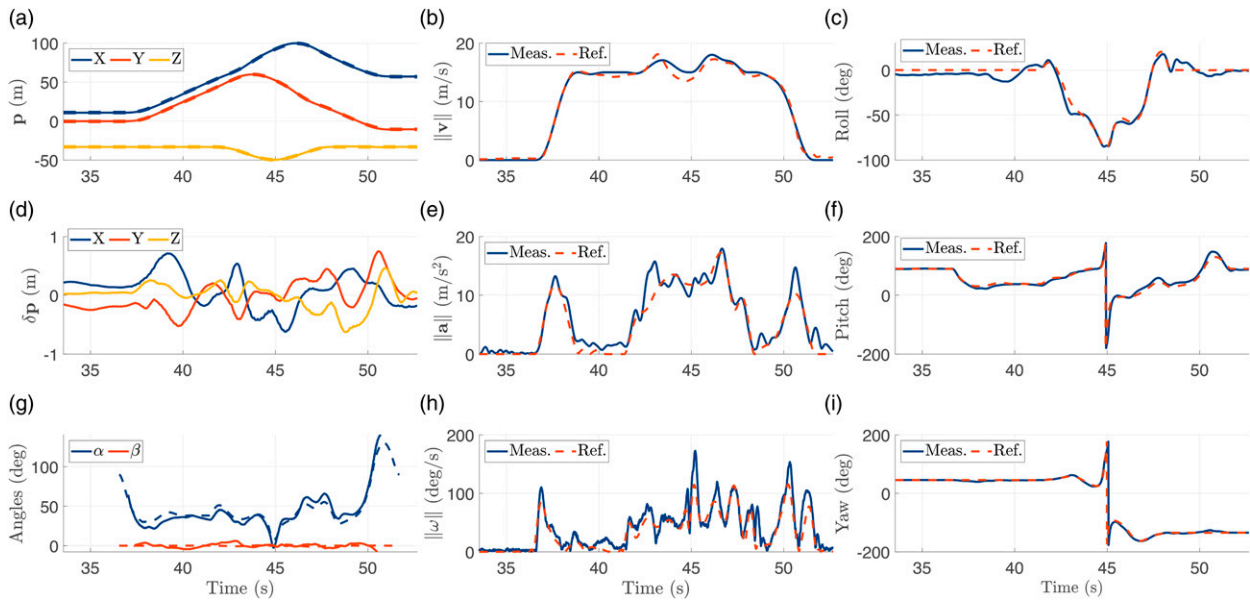 (a)
(b)
(c)
p (m)
100
50
0
-50
X Y Z
35 40 45 50
‖v‖ (m/s)
20
10
0
Meas. Ref.
35 40 45 50
Roll (deg)
0
-50
-100
Meas. Ref.
35 40 45 50
(d)
(e)
(f)
δp (m)
1
0
-1
X Y Z
35 40 45 50
‖a‖ (m/s²)
20
10
0
Meas. Ref.
35 40 45 50
Pitch (deg)
200
0
-200
Meas. Ref.
35 40 45 50
(g)
(h)
(i)
Angles (deg)
100
50
0
α β
35 40 45 50
Time (s)
‖ω‖ (deg/s)
200
100
0
Meas. Ref.
35 40 45 50
Time (s)
Yaw (deg)
200
0
-200
Meas. Ref.
35 40 45 50
Time (s)